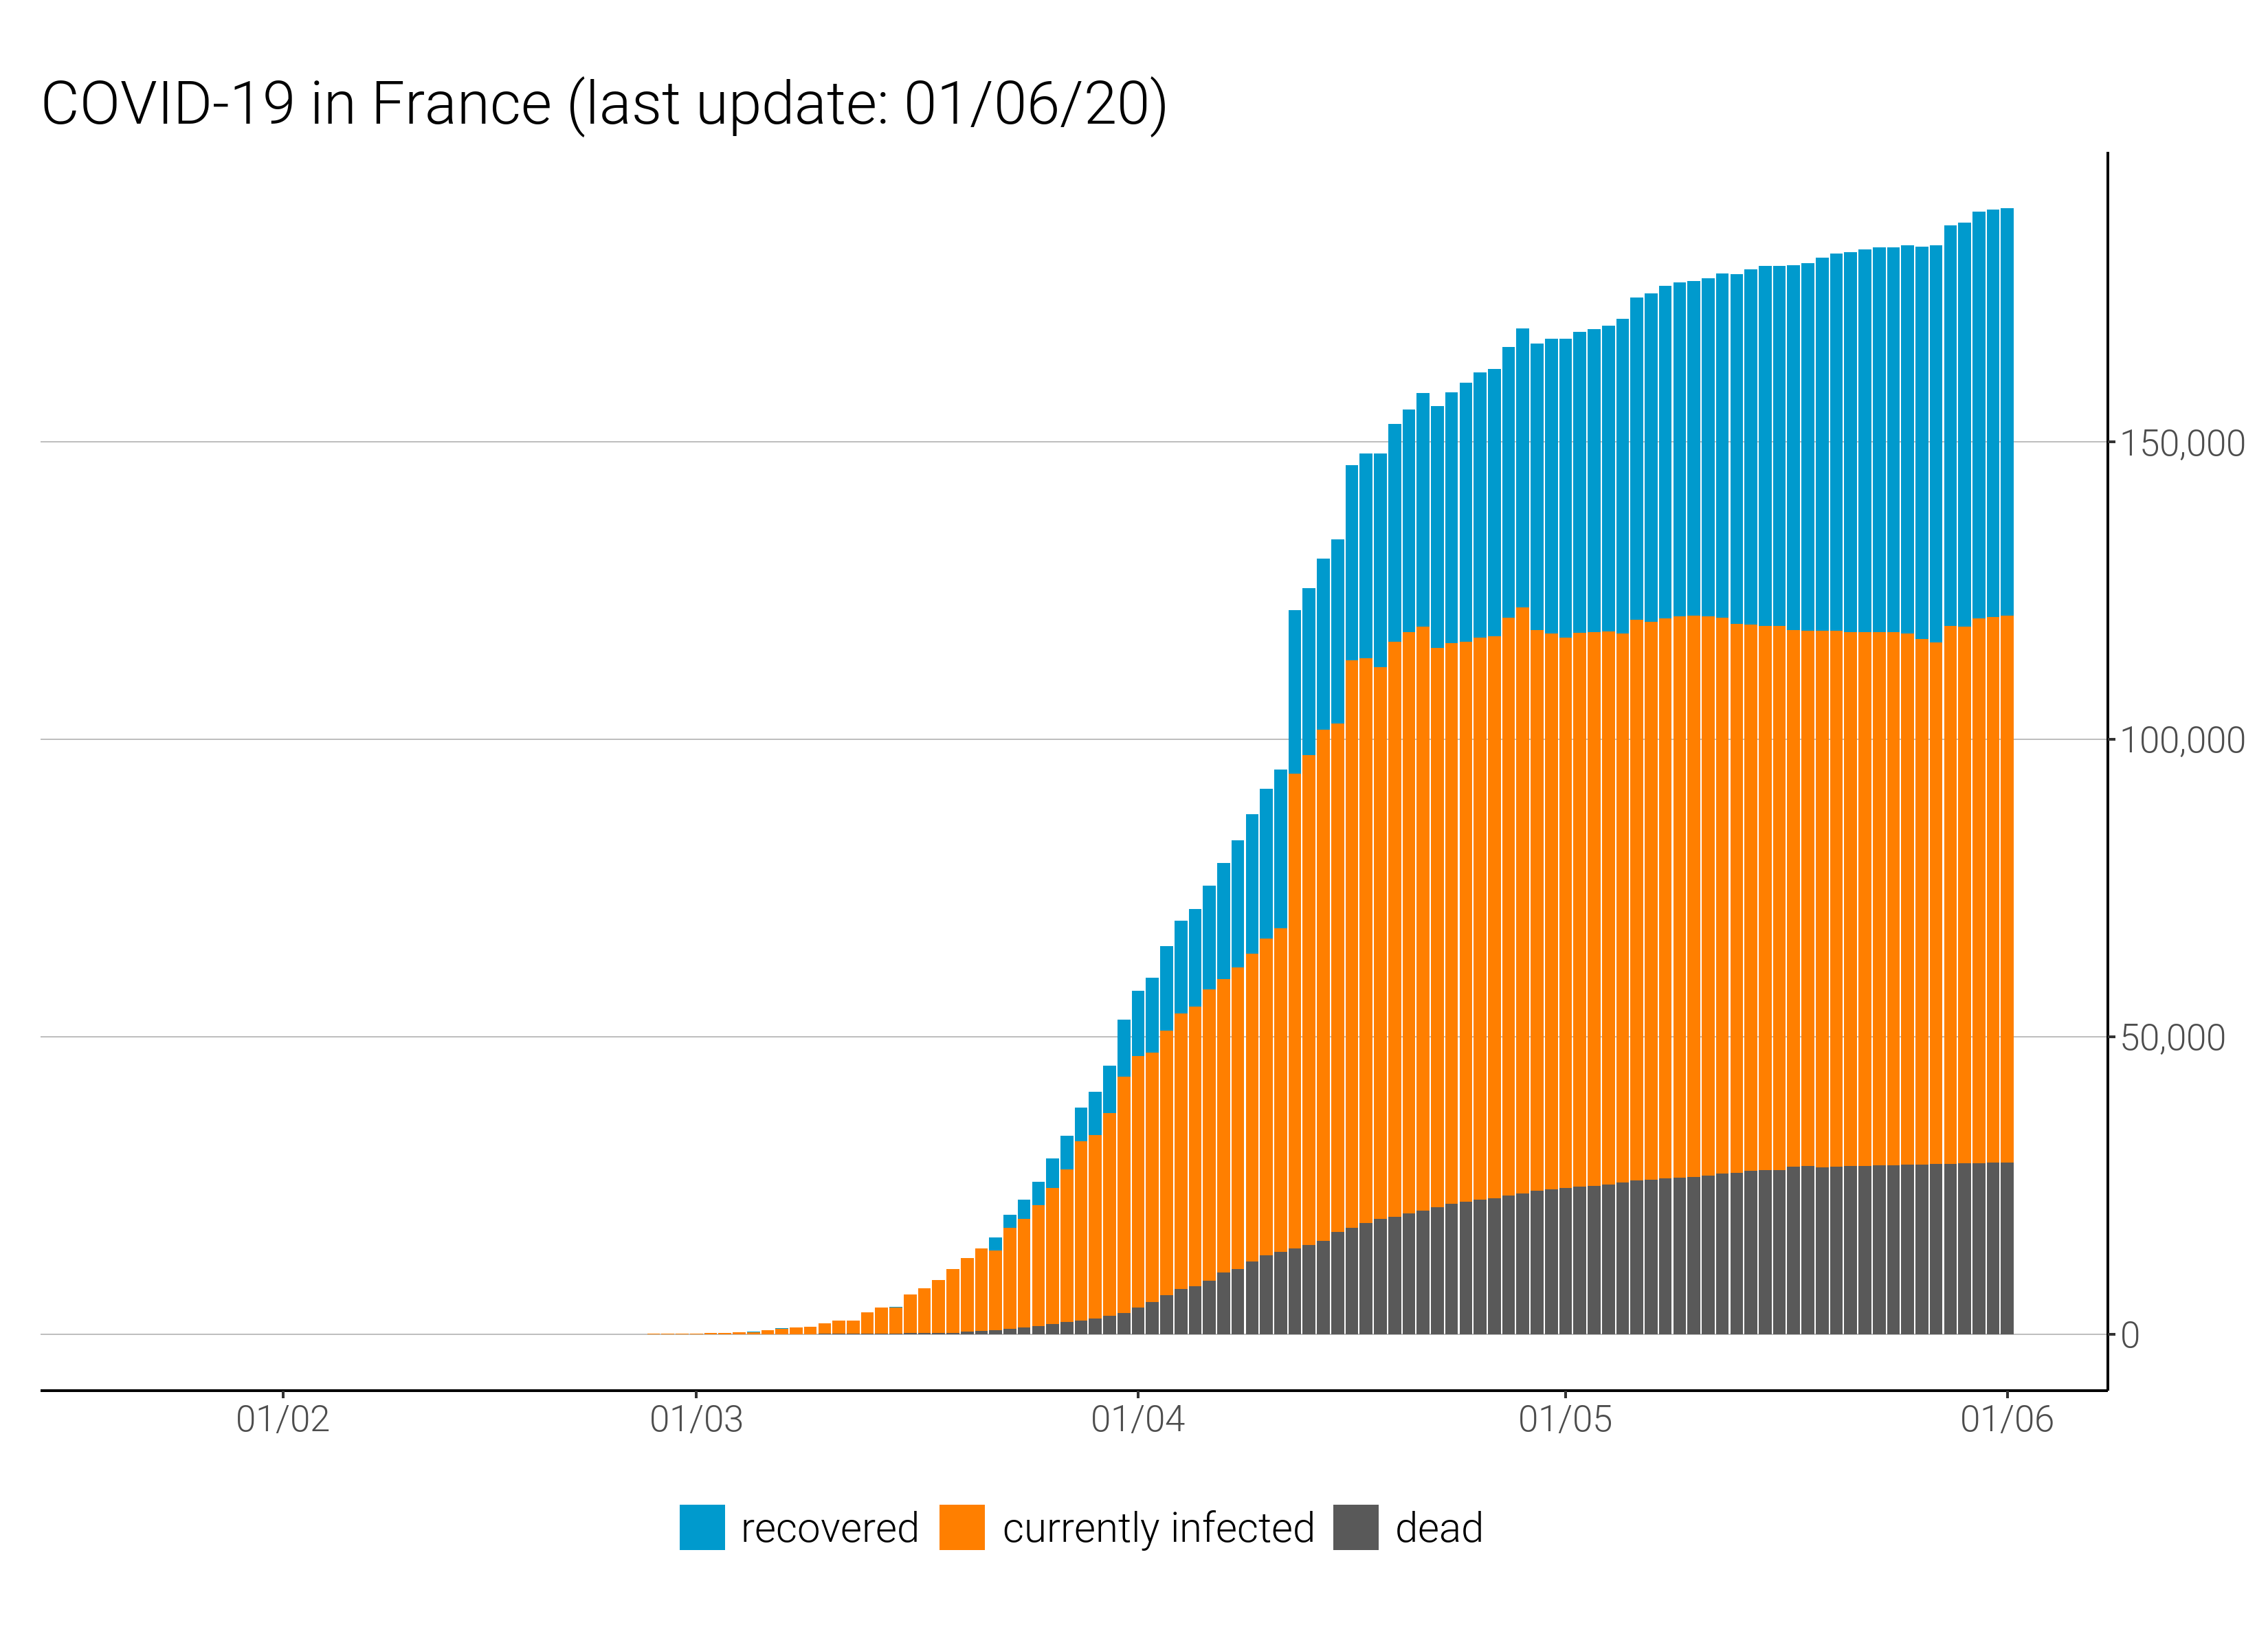 COVID-19 in France (last update: 01/06/20)
150,000
100,000
50,000
0
01/02 01/03 01/04 01/05 01/06
recovered currently infected dead